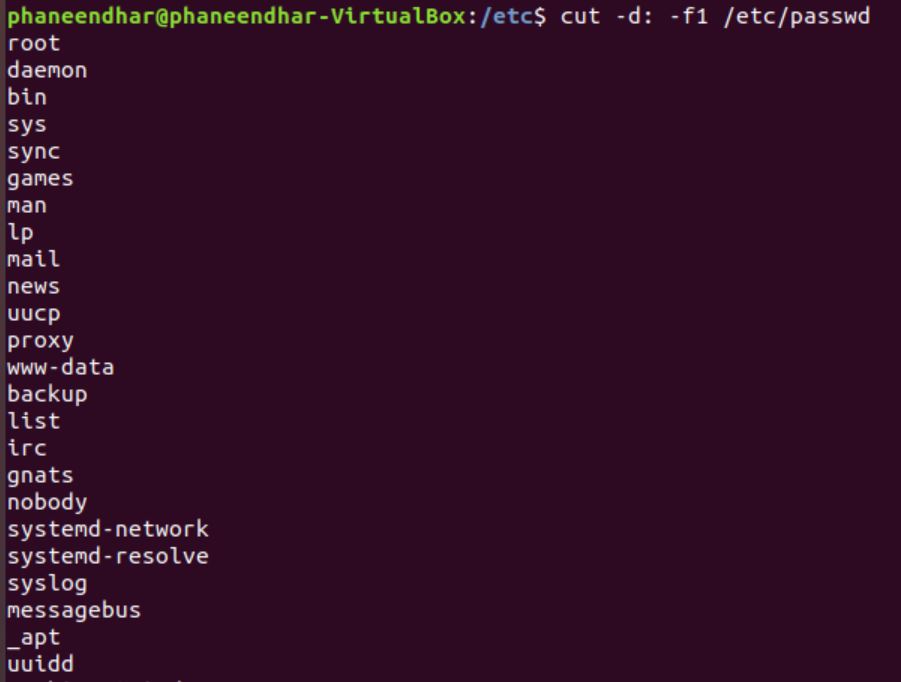 phaneendhar@phaneendhar-VirtualBox:/etc$ cut -d: -f1 /etc/passwd
root
daemon
bin
sys
sync
games
man
lp
mail
news
uucp
proxy
www-data
backup
list
irc
gnats
nobody
systemd-network
systemd-resolve
syslog
messagebus
_apt
uuidd